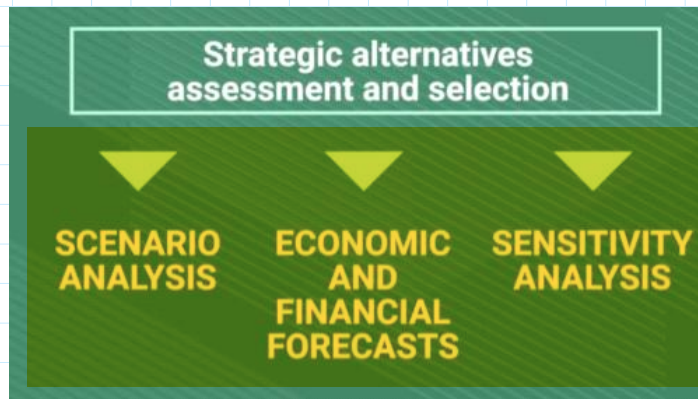 Strategic alternatives
assessment and selection
SCENARIO
ANALYSIS
ECONOMIC
AND
FINANCIAL
FORECASTS
SENSITIVITY
ANALYSIS